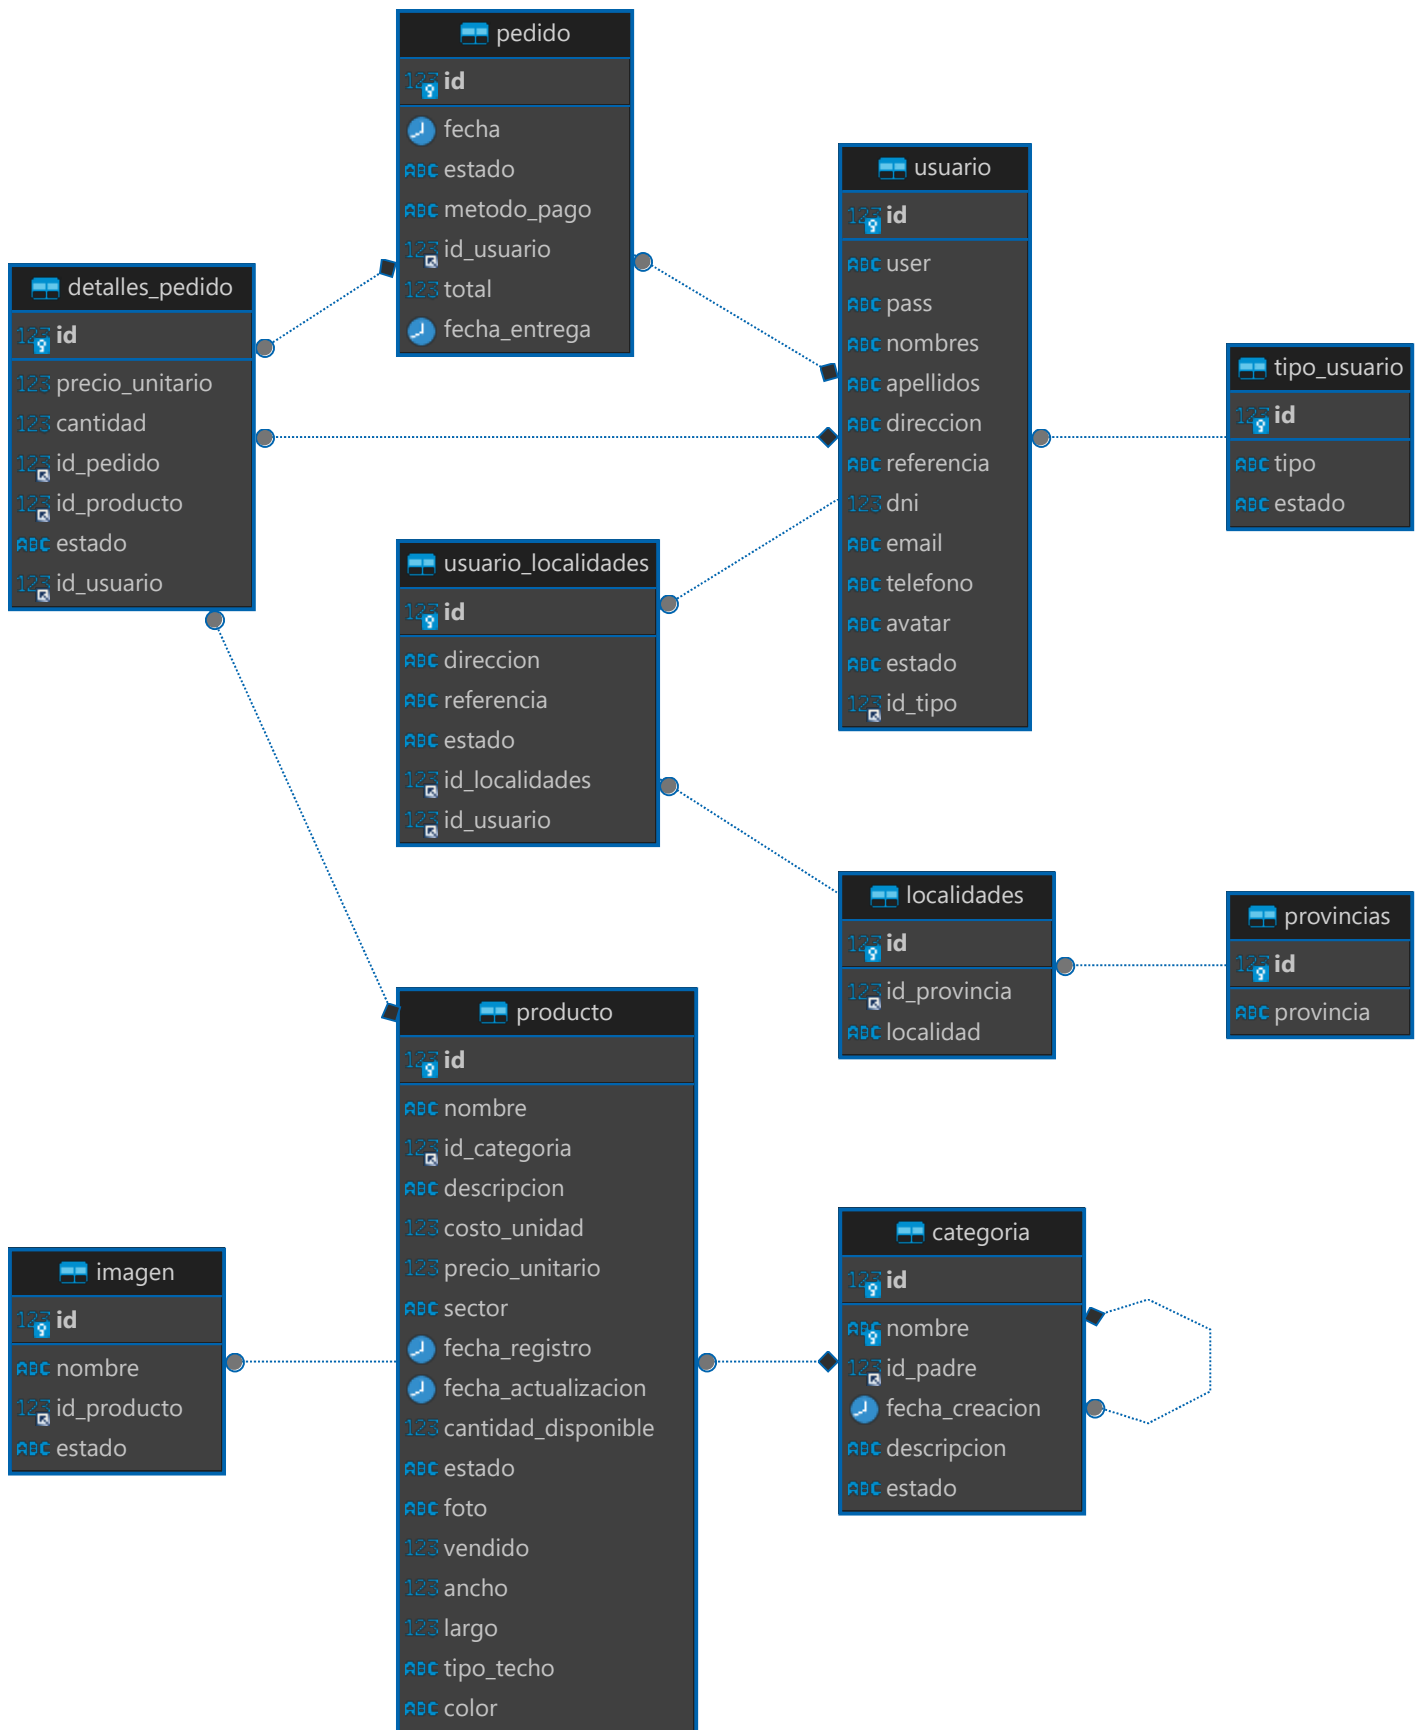 pedido
id
fecha
estado
metodo_pago
id_usuario
total
fecha_entrega
usuario
id
user
pass
nombres
apellidos
direccion
referencia
dni
email
telefono
avatar
estado
id_tipo
detalles_pedido
id
precio_unitario
cantidad
id_pedido
id_producto
estado
id_usuario
tipo_usuario
id
tipo
estado
usuario_localidades
id
direccion
referencia
estado
id_localidades
id_usuario
localidades
id
id_provincia
localidad
provincias
id
provincia
producto
id
nombre
id_categoria
descripcion
costo_unidad
precio_unitario
sector
fecha_registro
fecha_actualizacion
cantidad_disponible
estado
foto
vendido
ancho
largo
tipo_techo
color
categoria
id
nombre
id_padre
fecha_creacion
descripcion
estado
imagen
id
nombre
id_producto
estado